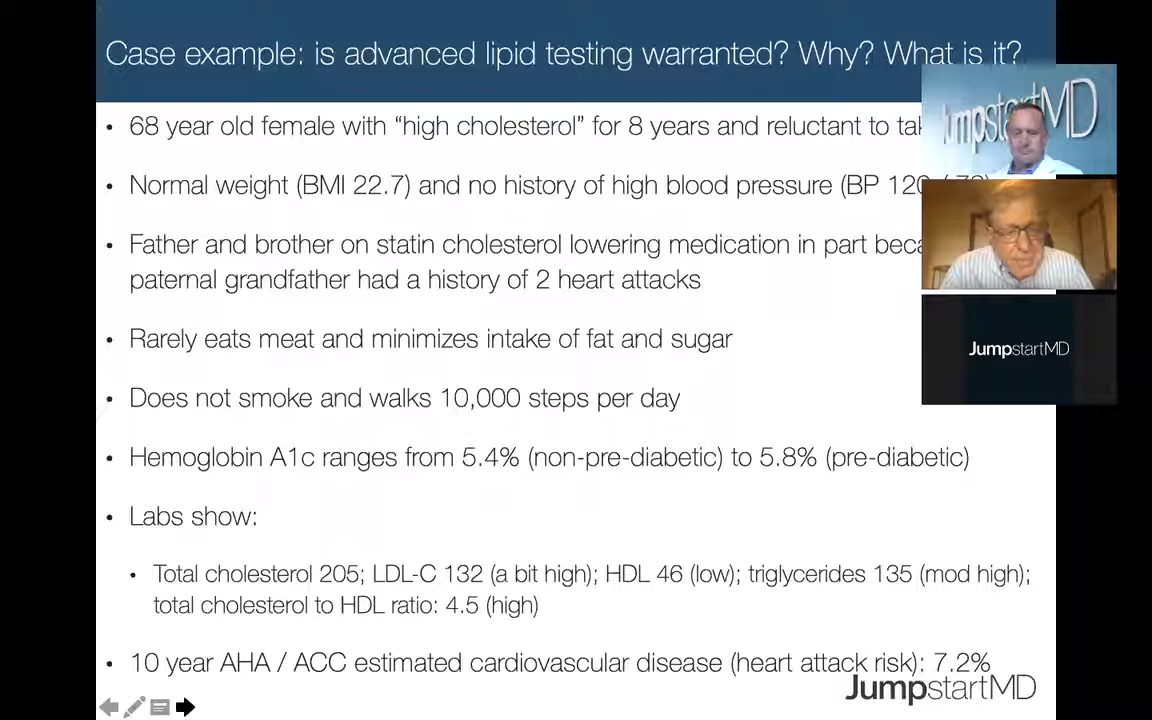 Case example: is advanced lipid testing warranted? Why? What is it?
• 68 year old female with “high cholesterol” for 8 years and reluctant to
• Normal weight (BMI 22.7) and no history of high blood pressure (BP
• Father and brother on statin cholesterol lowering medication in part
paternal grandfather had a history of 2 heart attacks
• Rarely eats meat and minimizes intake of fat and sugar
• Does not smoke and walks 10,000 steps per day
• Hemoglobin A1c ranges from 5.4% (non-pre-diabetic) to 5.8% (pre-diabetic)
• Labs show:
• Total cholesterol 205; LDL-C 132 (a bit high); HDL 46 (low); triglycerides 135 (mod high);
total cholesterol to HDL ratio: 4.5 (high)
• 10 year AHA / ACC estimated cardiovascular disease (heart attack risk): 7.2%
JumpstartMD
JumpstartMD
JumpstartMD